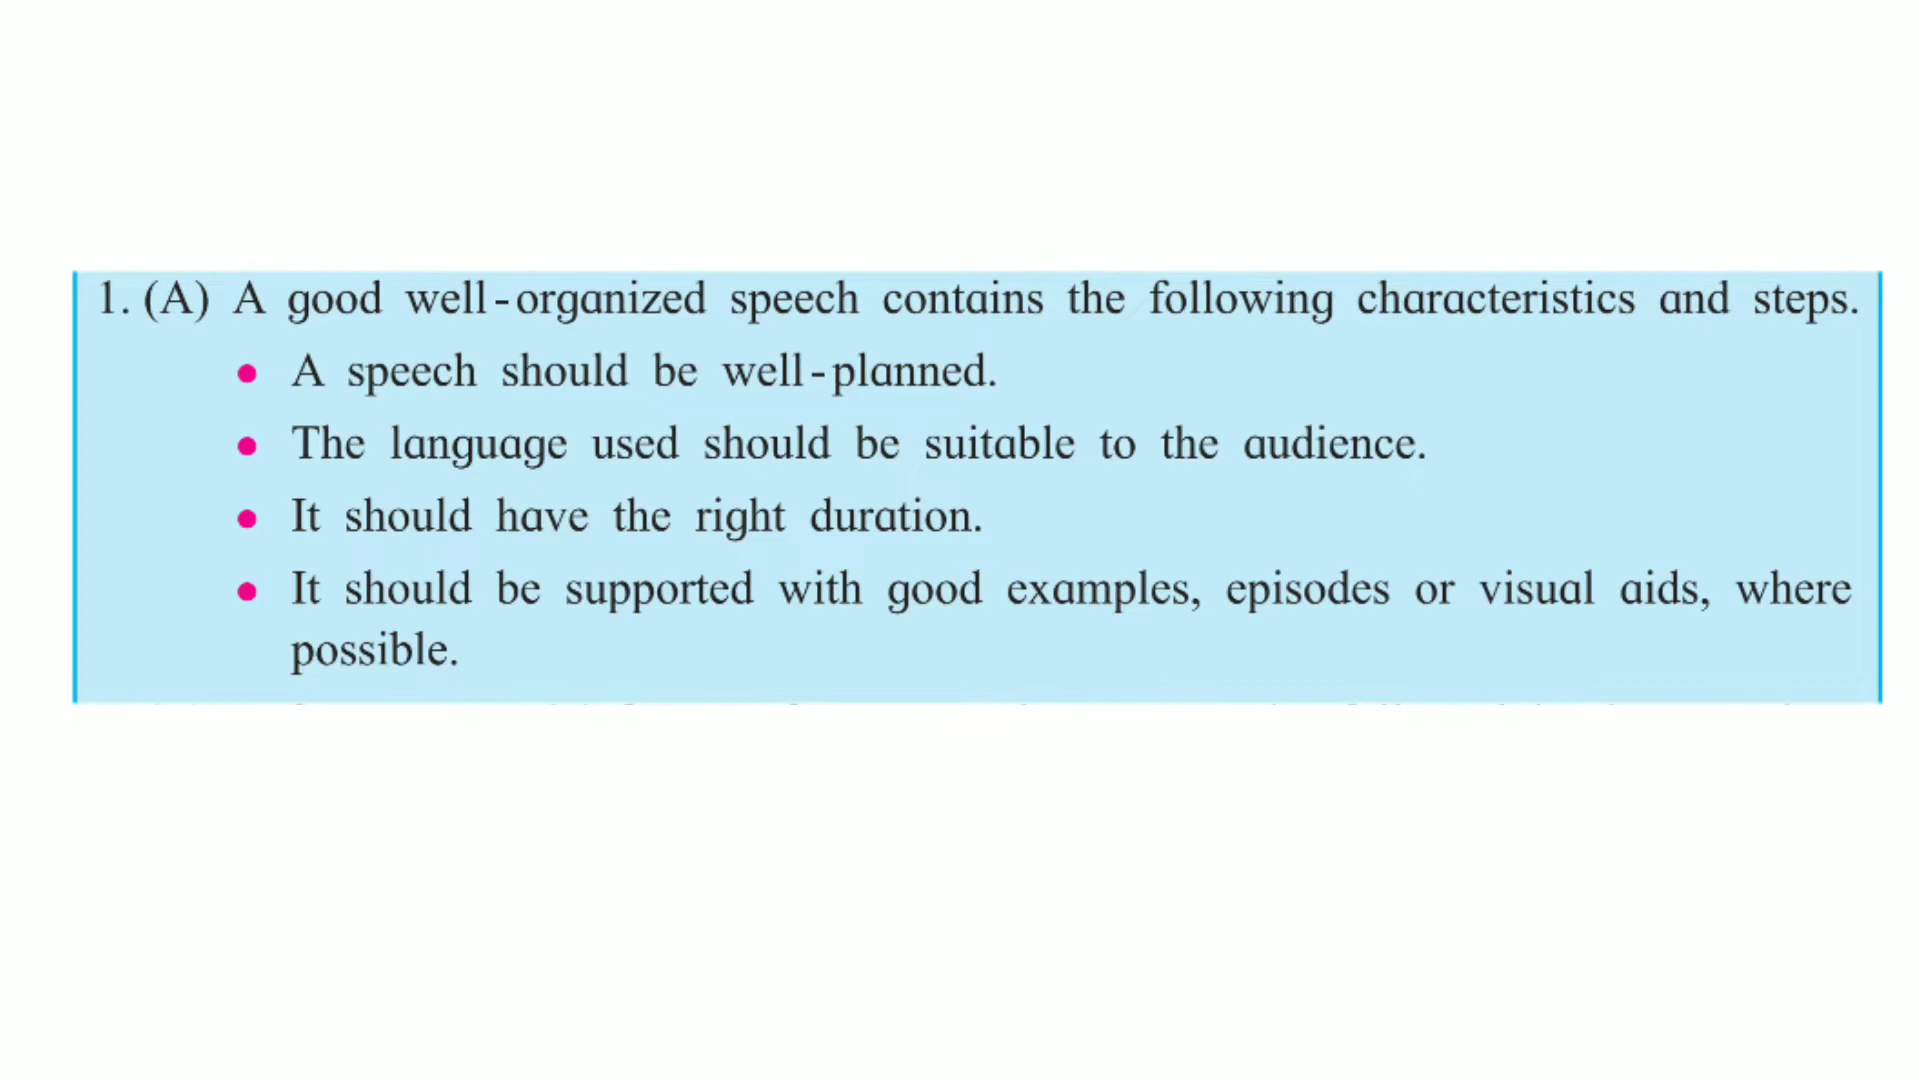 1. (A) A good well-organized speech contains the following characteristics and steps.
• A speech should be well-planned.
• The language used should be suitable to the audience.
• It should have the right duration.
• It should be supported with good examples, episodes or visual aids, where
possible.